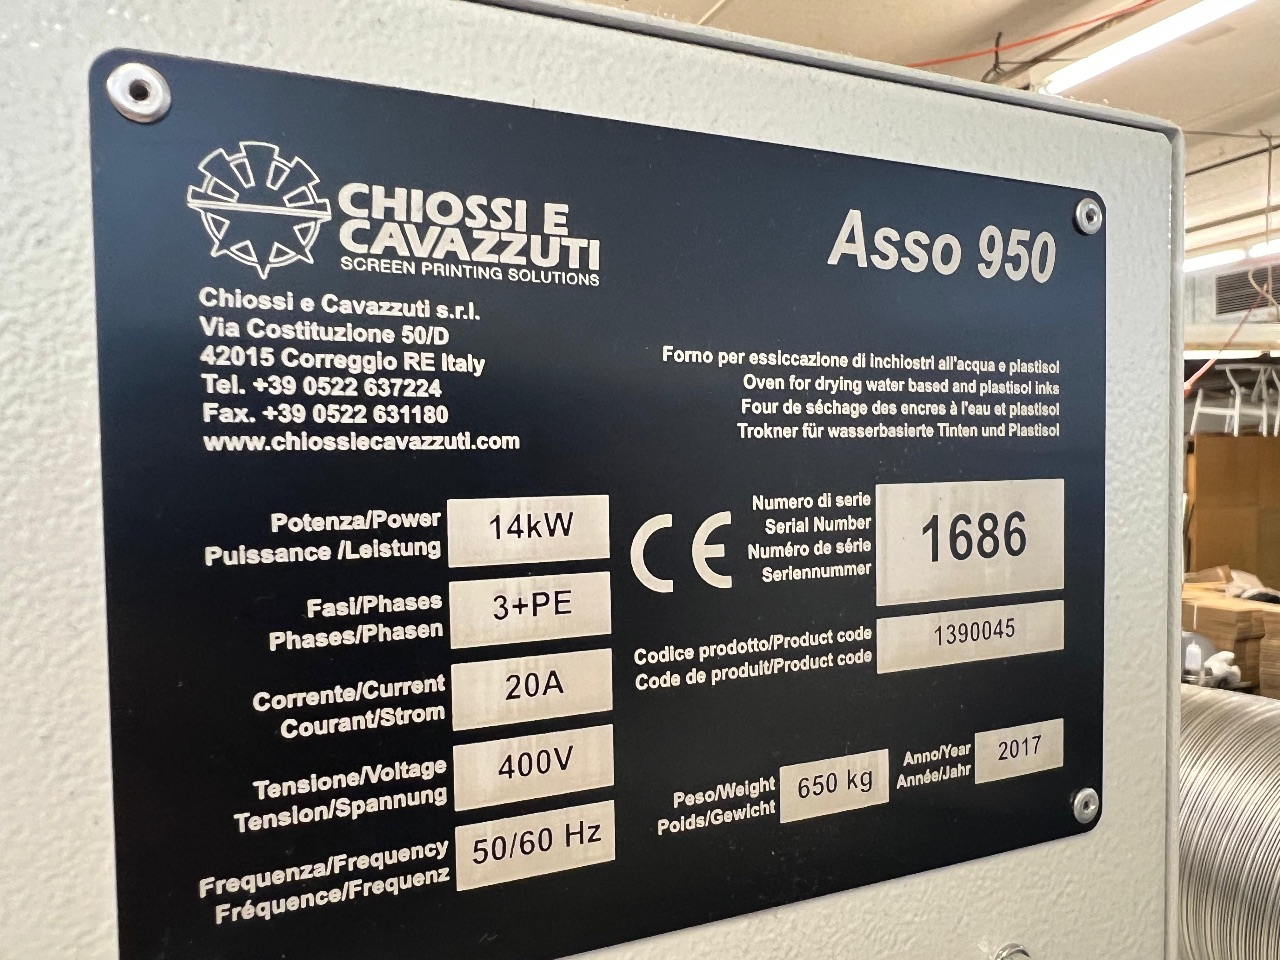 CHIOSSI E
CAVAZZUTI
SCREEN PRINTING SOLUTIONS
Chiossi e Cavazzuti s.r.l.
Via Costituzione 50/D
42015 Correggio RE Italy
Tel. +39 0522 637224
Fax. +39 0522 631180
www.chiossiecavazzuti.com
Asso 950
Forno per essiccazione di inchiostri all'acqua e plastisol
Oven for drying water based and plastisol inks
Four de séchage des encres à l'eau et plastisol
Trokner für wasserbasierte Tinten und Plastisol
Potenza/Power
Puissance /Leistung
14kW
Fasi/Phases
Phases/Phasen
3+PE
Corrente/Current
Courant/Strom
20A
Tensione/Voltage
Tension/Spannung
400V
Frequenza/Frequency
Fréquence/Frequenz
50/60 Hz
CE
Numero di serie
Serial Number
Numéro de série
Seriennummer
1686
Codice prodotto/Product code
Code de produit/Product code
1390045
Peso/Weight
Poids/Gewicht
650 kg
Anno/Year
Année/Jahr
2017